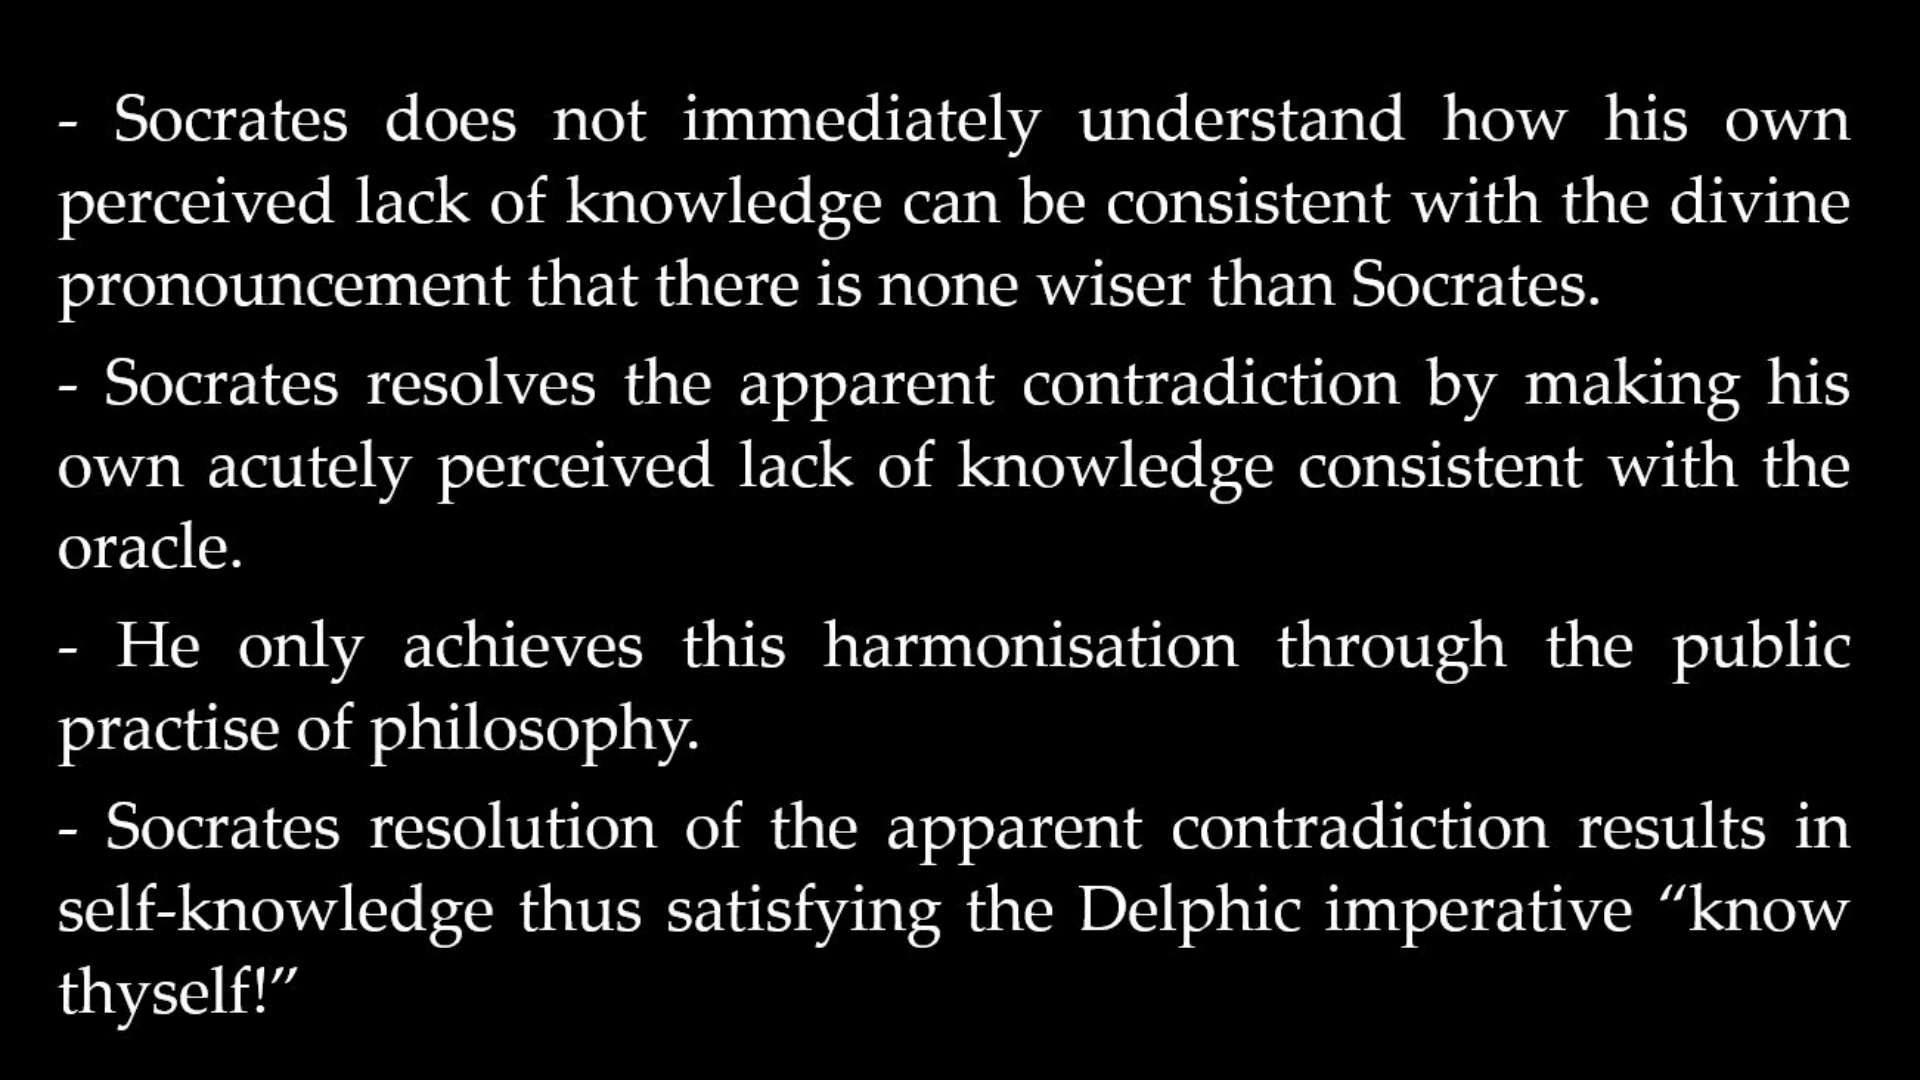 - Socrates does not immediately understand how his own
perceived lack of knowledge can be consistent with the divine
pronouncement that there is none wiser than Socrates.
- Socrates resolves the apparent contradiction by making his
own acutely perceived lack of knowledge consistent with the
oracle.
- He only achieves this harmonisation through the public
practise of philosophy.
- Socrates resolution of the apparent contradiction results in
self-knowledge thus satisfying the Delphic imperative “know
thyself!”